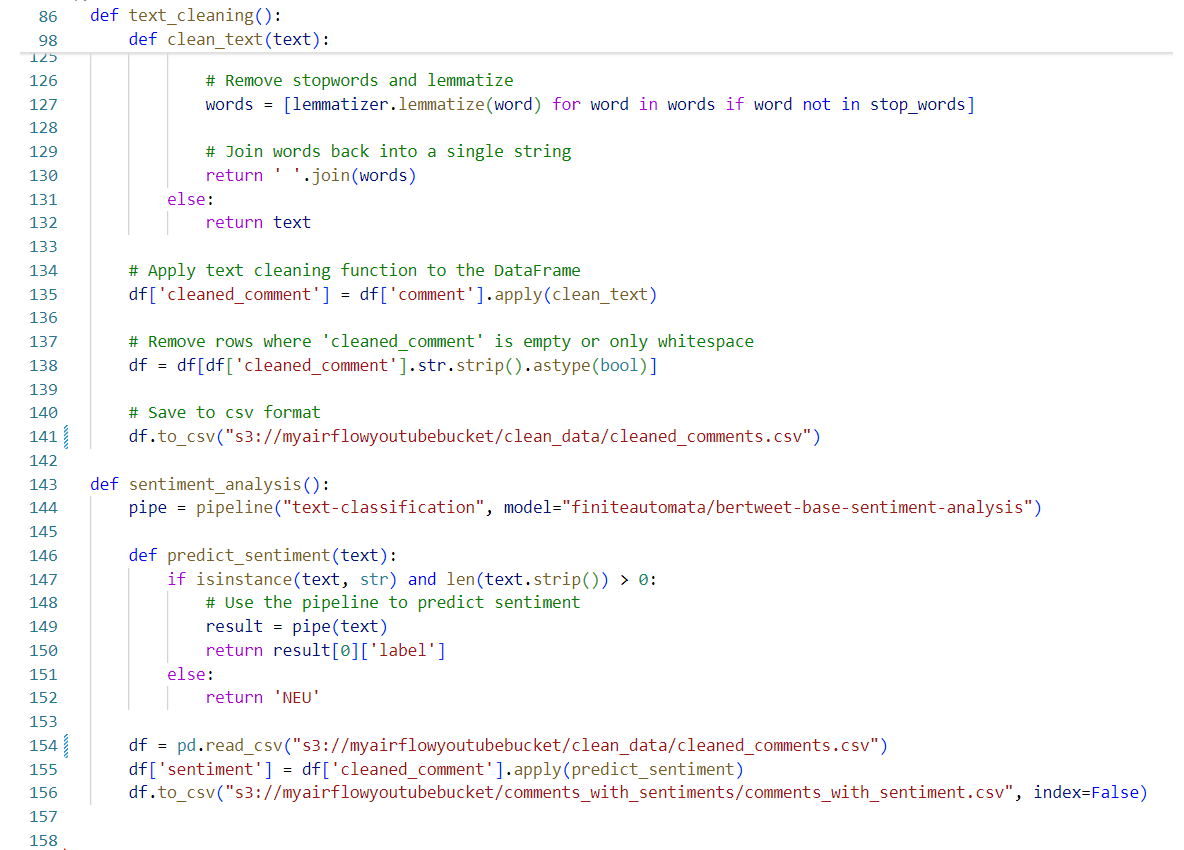 86 def text_cleaning():
98 def clean_text(text):
125
126 # Remove stopwords and lemmatize
127 words = [lemmatizer.lemmatize(word) for word in words if word not in stop_words]
128
129 # Join words back into a single string
130 return ' '.join(words)
131 else:
132 return text
133
134 # Apply text cleaning function to the DataFrame
135 df['cleaned_comment'] = df['comment'].apply(clean_text)
136
137 # Remove rows where 'cleaned_comment' is empty or only whitespace
138 df = df[df['cleaned_comment'].str.strip().astype(bool)]
139
140 # Save to csv format
141 df.to_csv("s3://myairflowyoutubebucket/clean_data/cleaned_comments.csv")
142
143 def sentiment_analysis():
144 pipe = pipeline("text-classification", model="finiteautomata/bertweet-base-sentiment-analysis")
145
146 def predict_sentiment(text):
147 if isinstance(text, str) and len(text.strip()) > 0:
148 # Use the pipeline to predict sentiment
149 result = pipe(text)
150 return result[0]['label']
151 else:
152 return 'NEU'
153
154 df = pd.read_csv("s3://myairflowyoutubebucket/clean_data/cleaned_comments.csv")
155 df['sentiment'] = df['cleaned_comment'].apply(predict_sentiment)
156 df.to_csv("s3://myairflowyoutubebucket/comments_with_sentiments/comments_with_sentiment.csv", index=False)
157
158